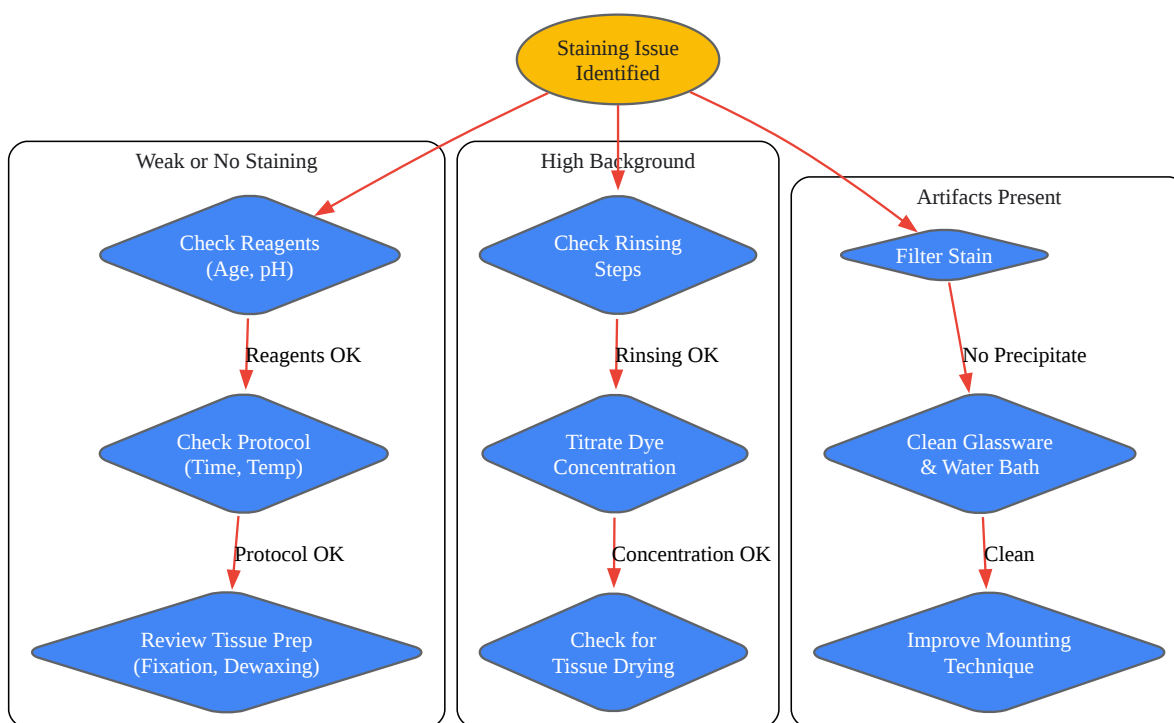 Staining Issue
Identified
Weak or No Staining
Check Reagents
(Age, pH)
Reagents OK
Check Protocol
(Time, Temp)
Protocol OK
Review Tissue Prep
(Fixation, Dewaxing)
High Background
Check Rinsing
Steps
Rinsing OK
Titrate Dye
Concentration
Concentration OK
Check for
Tissue Drying
Artifacts Present
Filter Stain
No Precipitate
Clean Glassware
& Water Bath
Clean
Improve Mounting
Technique